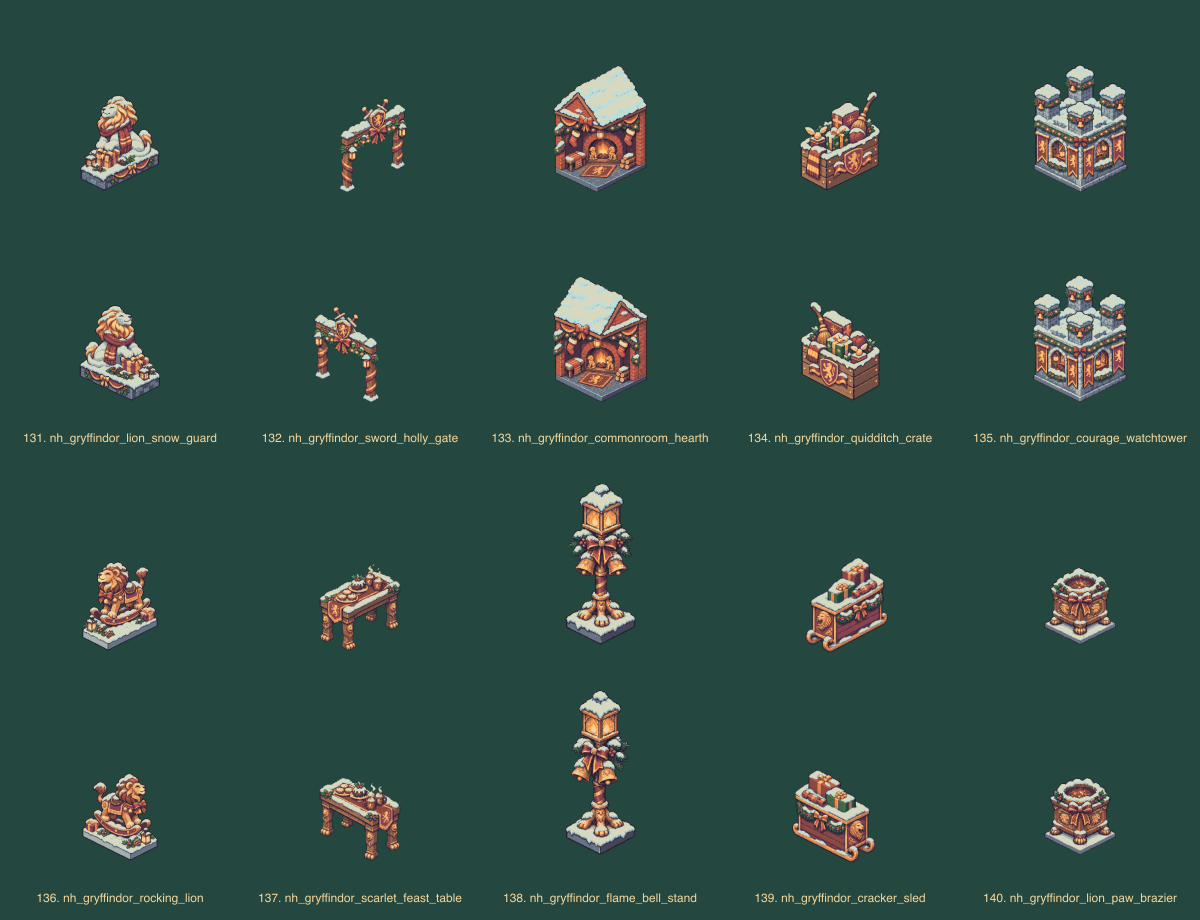 131. nh_gryffindor_lion_snow_guard
132. nh_gryffindor_sword_holly_gate
133. nh_gryffindor_commonroom_hearth
134. nh_gryffindor_quidditch_crate
135. nh_gryffindor_courage_watchtower
136. nh_gryffindor_rocking_lion
137. nh_gryffindor_scarlet_feast_table
138. nh_gryffindor_flame_bell_stand
139. nh_gryffindor_cracker_sled
140. nh_gryffindor_lion_paw_brazier